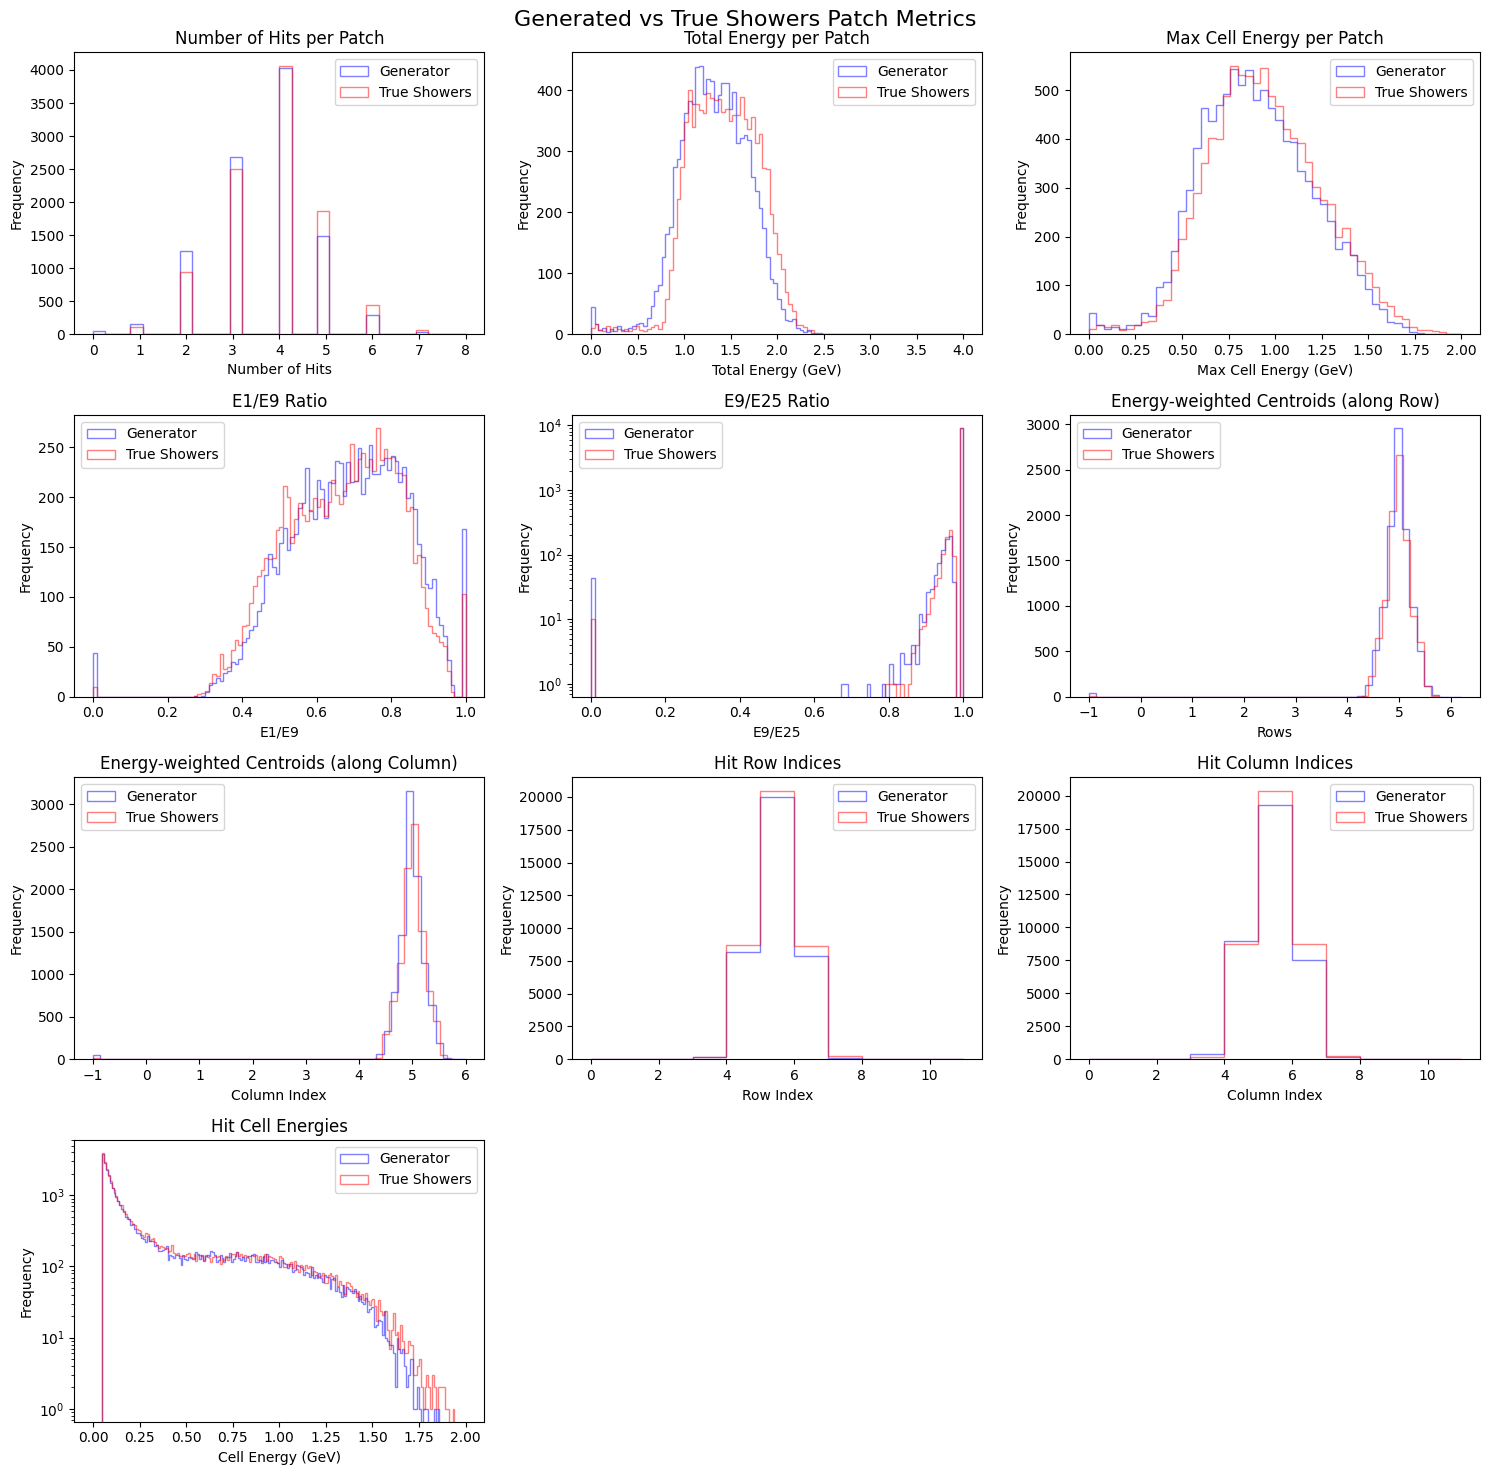 Generated vs True Showers Patch Metrics
Number of Hits per Patch
Frequency
4000
3500
3000
2500
2000
1500
1000
500
0
Generator
True Showers
0 1 2 3 4 5 6 7 8
Number of Hits
Total Energy per Patch
Frequency
400
300
200
100
0
Generator
True Showers
0.0 0.5 1.0 1.5 2.0 2.5 3.0 3.5 4.0
Total Energy (GeV)
Max Cell Energy per Patch
Frequency
500
400
300
200
100
0
Generator
True Showers
0.00 0.25 0.50 0.75 1.00 1.25 1.50 1.75 2.00
Max Cell Energy (GeV)
E1/E9 Ratio
Frequency
250
200
150
100
50
0
Generator
True Showers
0.0 0.2 0.4 0.6 0.8 1.0
E1/E9
E9/E25 Ratio
Frequency
10⁴
10³
10²
10¹
10⁰
Generator
True Showers
0.0 0.2 0.4 0.6 0.8 1.0
E9/E25
Energy-weighted Centroids (along Row)
Frequency
3000
2500
2000
1500
1000
500
0
Generator
True Showers
−1 0 1 2 3 4 5 6
Rows
Energy-weighted Centroids (along Column)
Frequency
3000
2500
2000
1500
1000
500
0
Generator
True Showers
−1 0 1 2 3 4 5 6
Column Index
Hit Row Indices
Frequency
20000
17500
15000
12500
10000
7500
5000
2500
0
Generator
True Showers
0 2 4 6 8 10
Row Index
Hit Column Indices
Frequency
20000
17500
15000
12500
10000
7500
5000
2500
0
Generator
True Showers
0 2 4 6 8 10
Column Index
Hit Cell Energies
Frequency
10³
10²
10¹
10⁰
Generator
True Showers
0.00 0.25 0.50 0.75 1.00 1.25 1.50 1.75 2.00
Cell Energy (GeV)